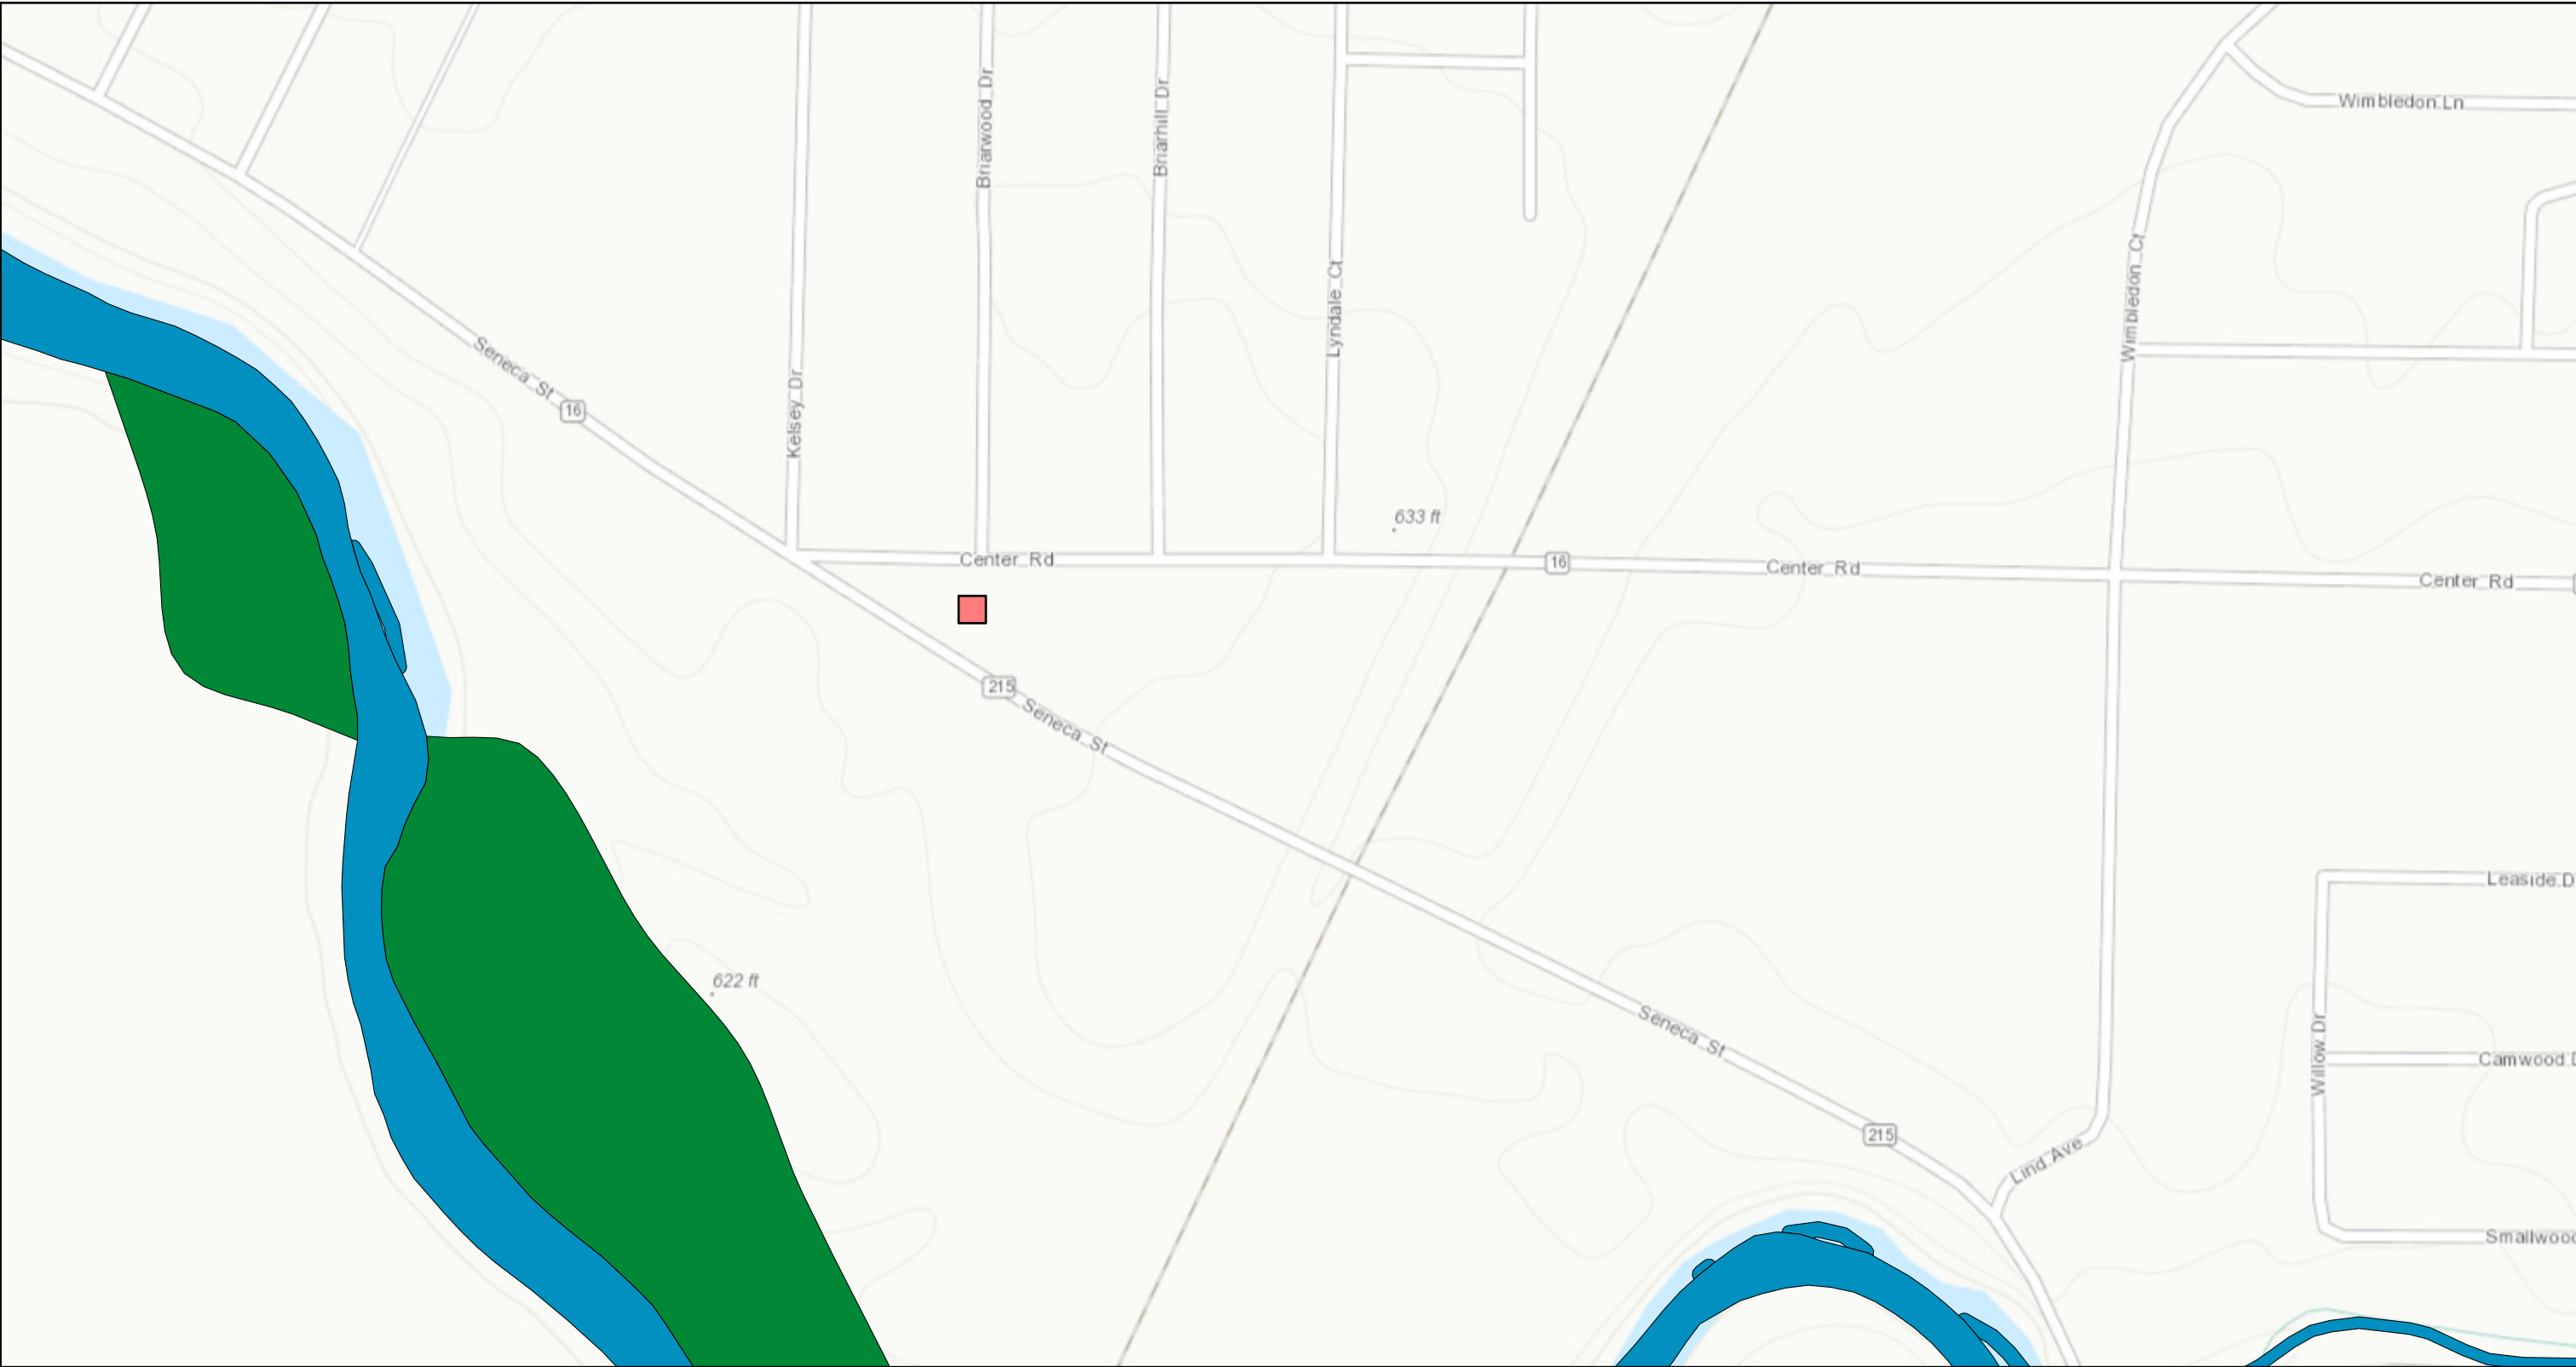 Briarwood Dr
Briarhill Dr
Wimbledon Ln
Lyndale Ct
Wimbledon Ct
Seneca St
16
Kelsey Dr
633 ft
Center Rd
16
Center Rd
Center Rd
215
Seneca St
Leaside D
622 ft
Seneca St
Willow Dr
Camwood D
215
Lind Ave
Smallwood